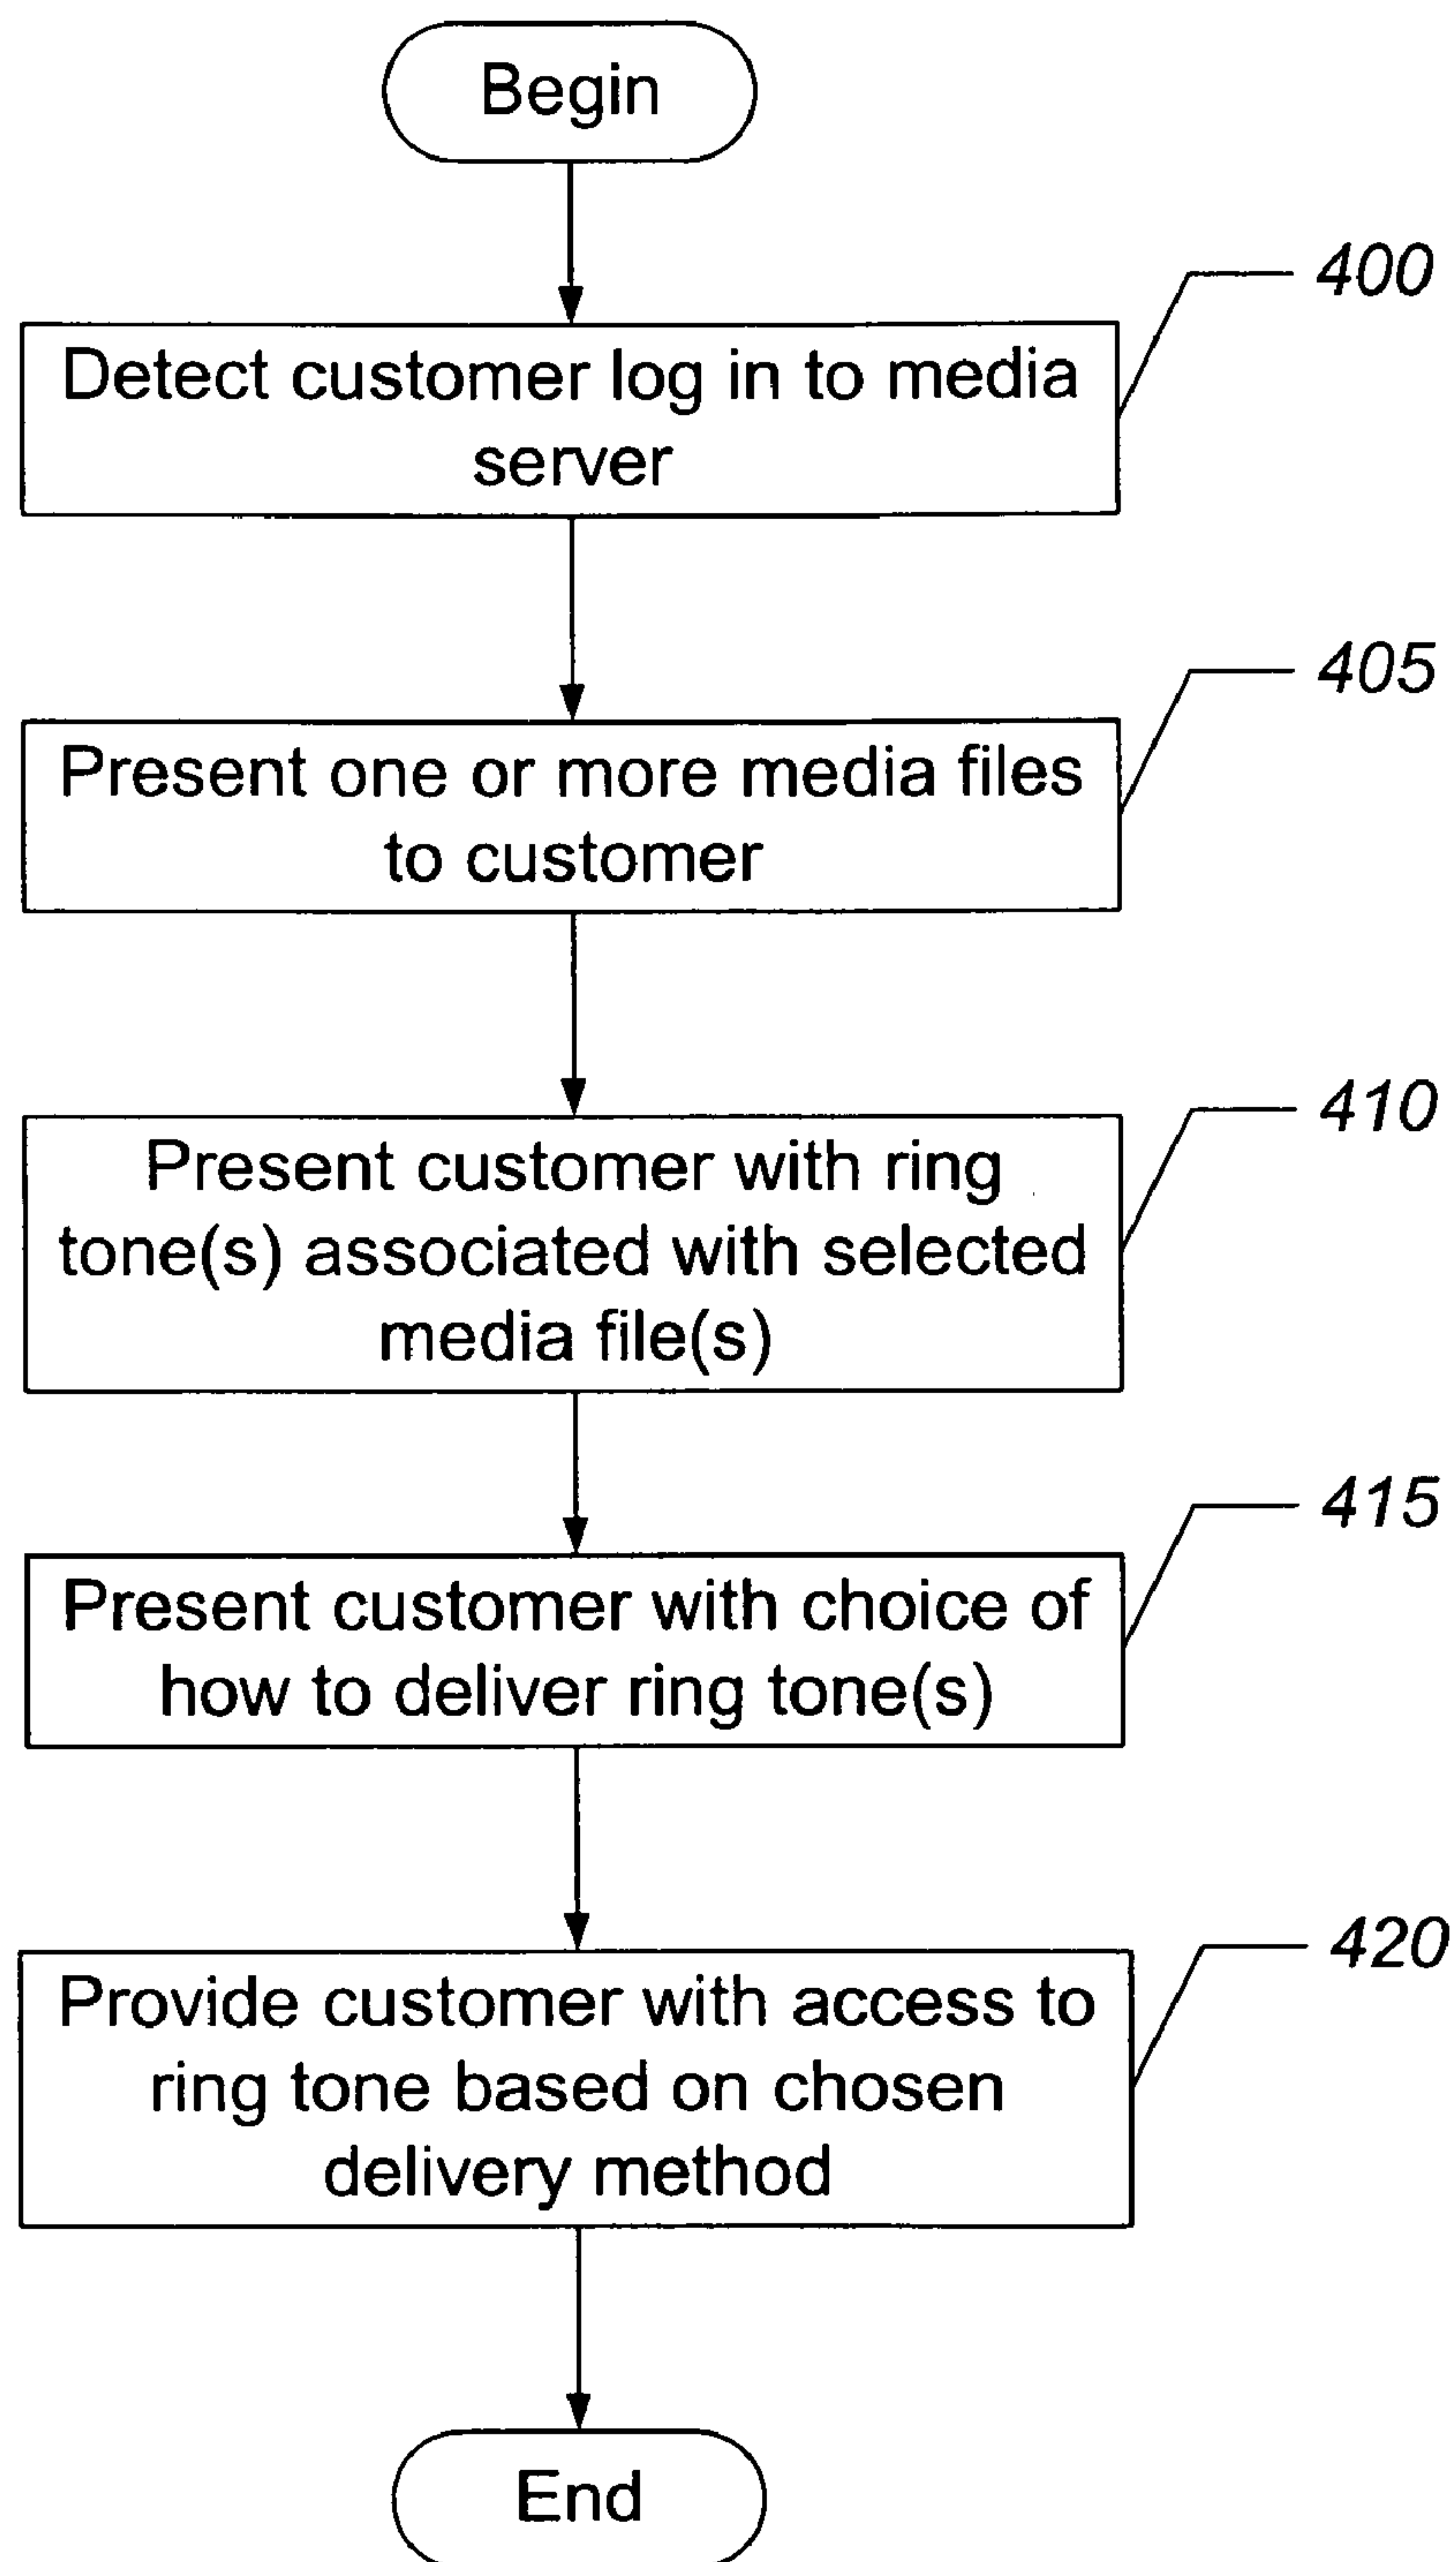 Begin
400
Detect customer log in to media
server
405
Present one or more media files
to customer
410
Present customer with ring
tone(s) associated with selected
media file(s)
415
Present customer with choice of
how to deliver ring tone(s)
420
Provide customer with access to
ring tone based on chosen
delivery method
End